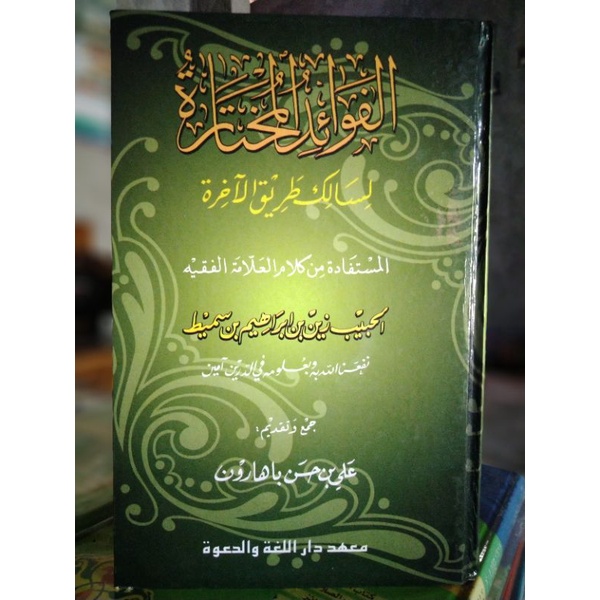 الفوائد المختارة
لسالك طريق الآخرة
المستفادة من كلام العلامة الفقيه
الحبيب زين بن إبراهيم بن سميط
نفعنا الله به وبعلومه في الدارين آمين
جمع وتقديم:
علي بن حسن باهارون
معهد دار اللغة والدعوة